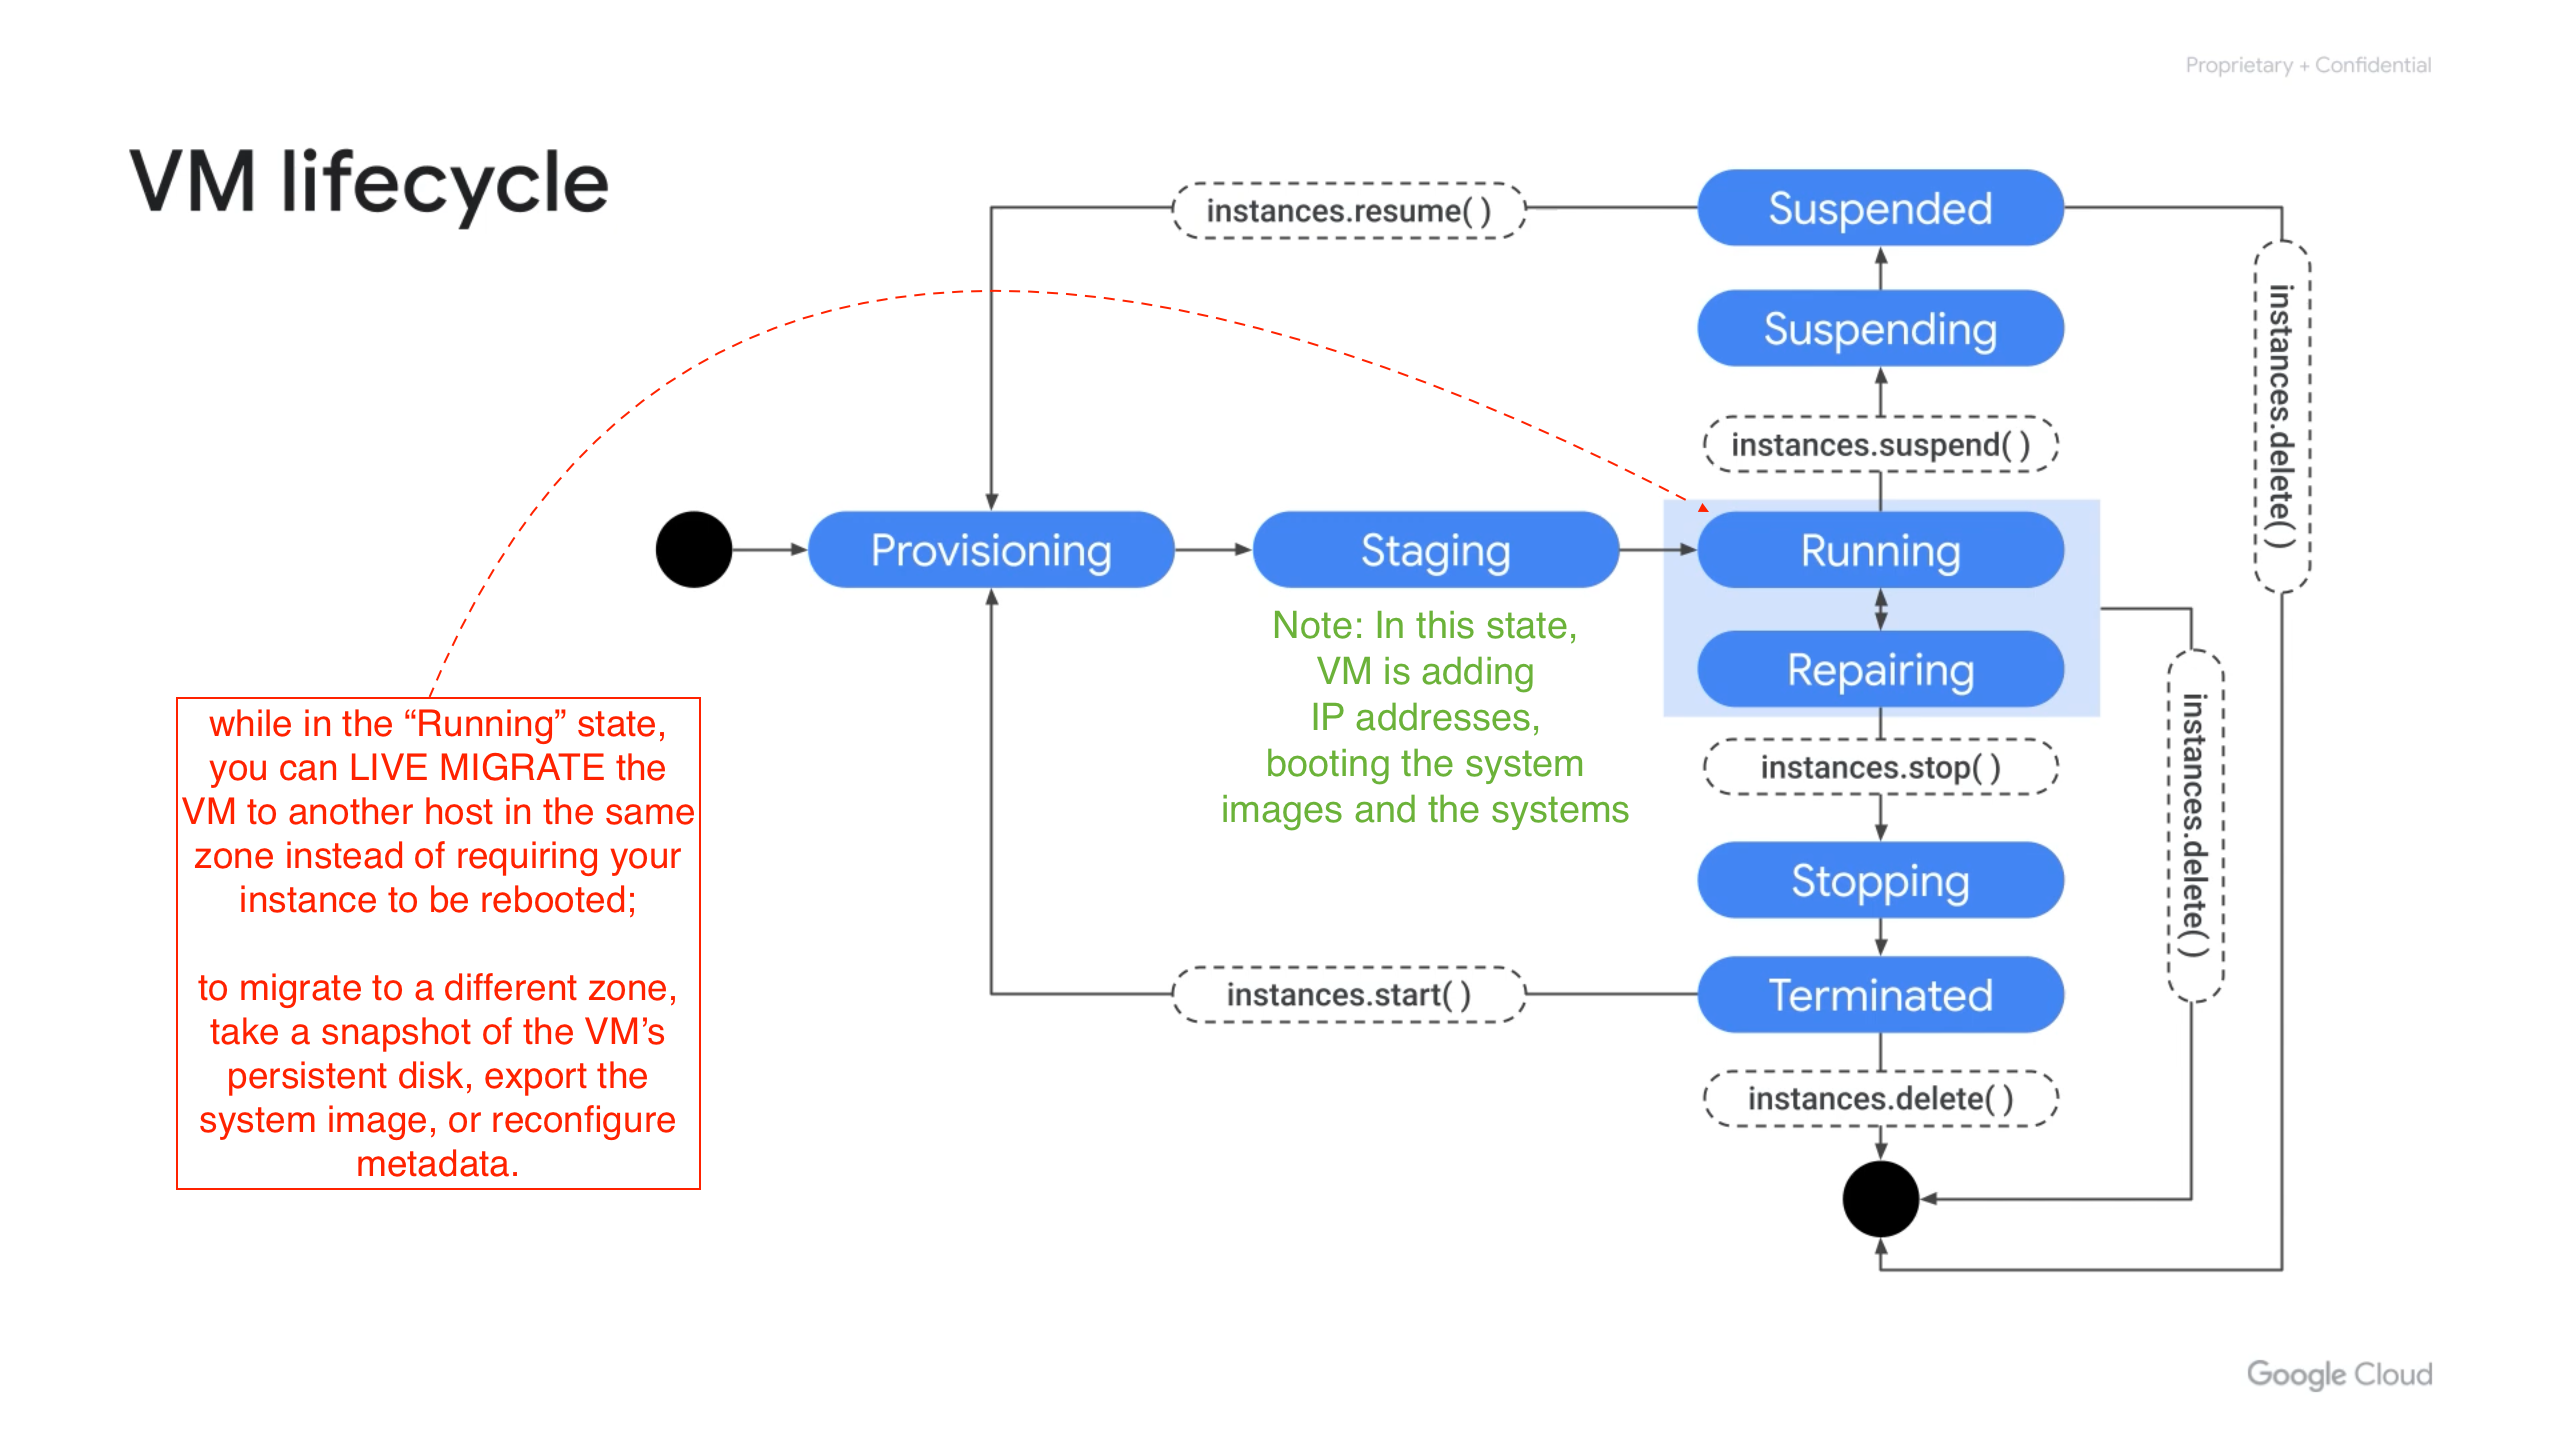 Proprietary + Confidential
VM lifecycle
instances.resume( )
Suspended
Suspending
instances.suspend( )
instances.delete( )
Provisioning
Staging
Running
Repairing
Note: In this state,
VM is adding
IP addresses,
booting the system
images and the systems
while in the “Running” state,
you can LIVE MIGRATE the
VM to another host in the same
zone instead of requiring your
instance to be rebooted;
to migrate to a different zone,
take a snapshot of the VM’s
persistent disk, export the
system image, or reconfigure
metadata.
instances.stop( )
instances.delete( )
Stopping
instances.start( )
Terminated
instances.delete( )
Google Cloud